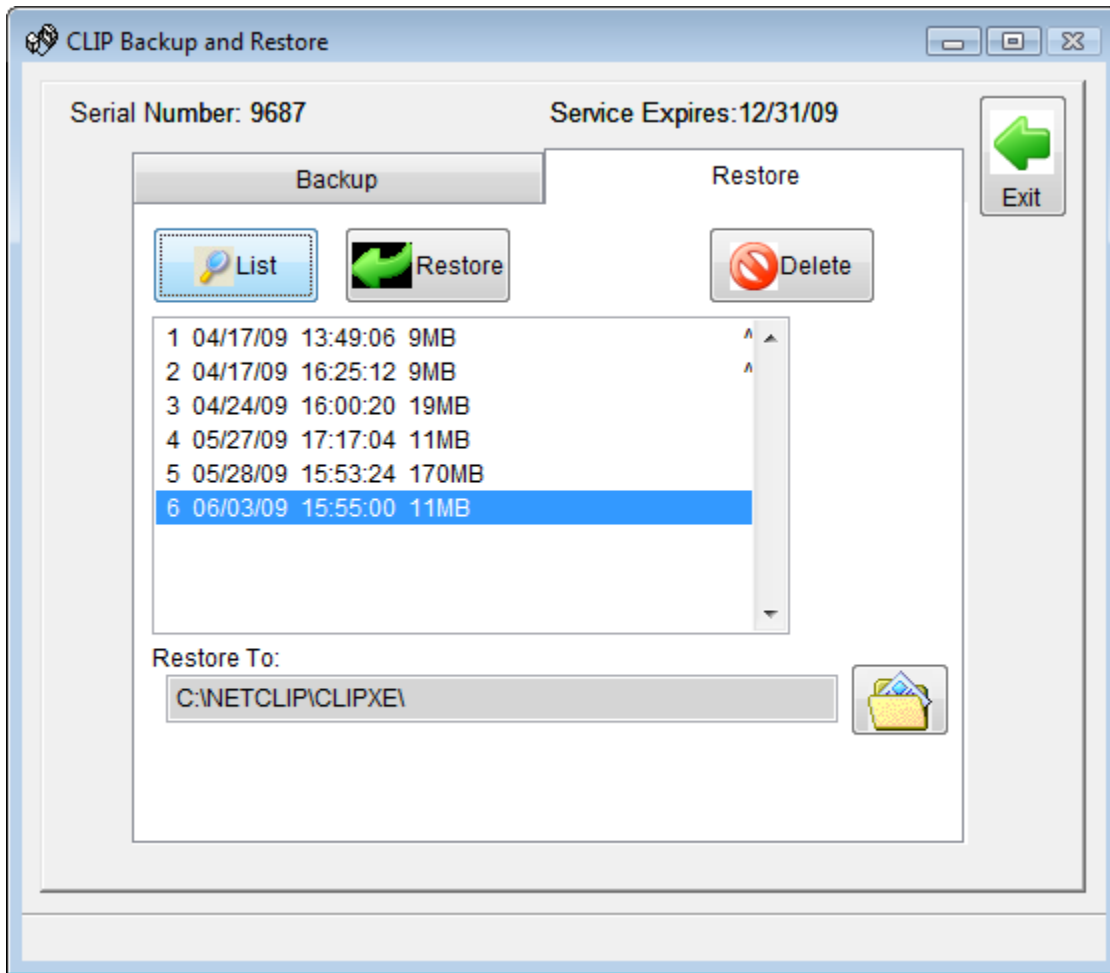 CLIP Backup and Restore
Serial Number: 9687 Service Expires:12/31/09
Exit
Backup Restore
List Restore Delete
1 04/17/09 13:49:06 9MB ^
2 04/17/09 16:25:12 9MB ^
3 04/24/09 16:00:20 19MB
4 05/27/09 17:17:04 11MB
5 05/28/09 15:53:24 170MB
6 06/03/09 15:55:00 11MB
Restore To:
C:\NETCLIP\CLIPXE\